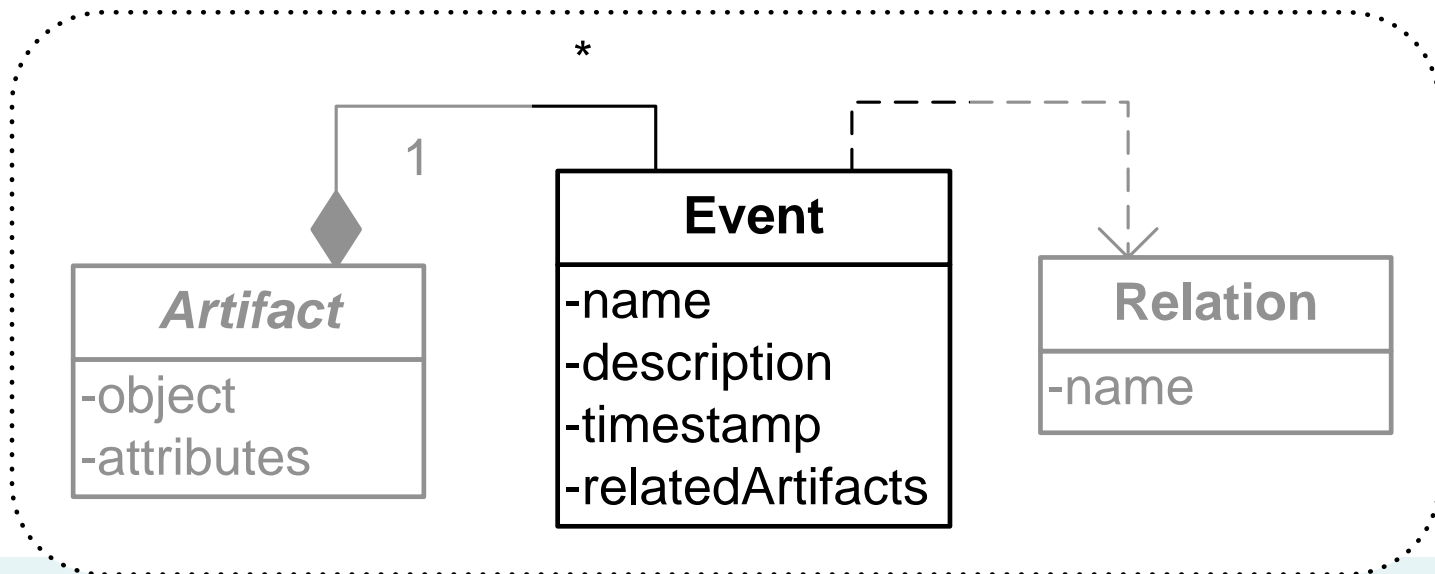 *
1
Artifact
-object
-attributes
Event
-name
-description
-timestamp
-relatedArtifacts
Relation
-name